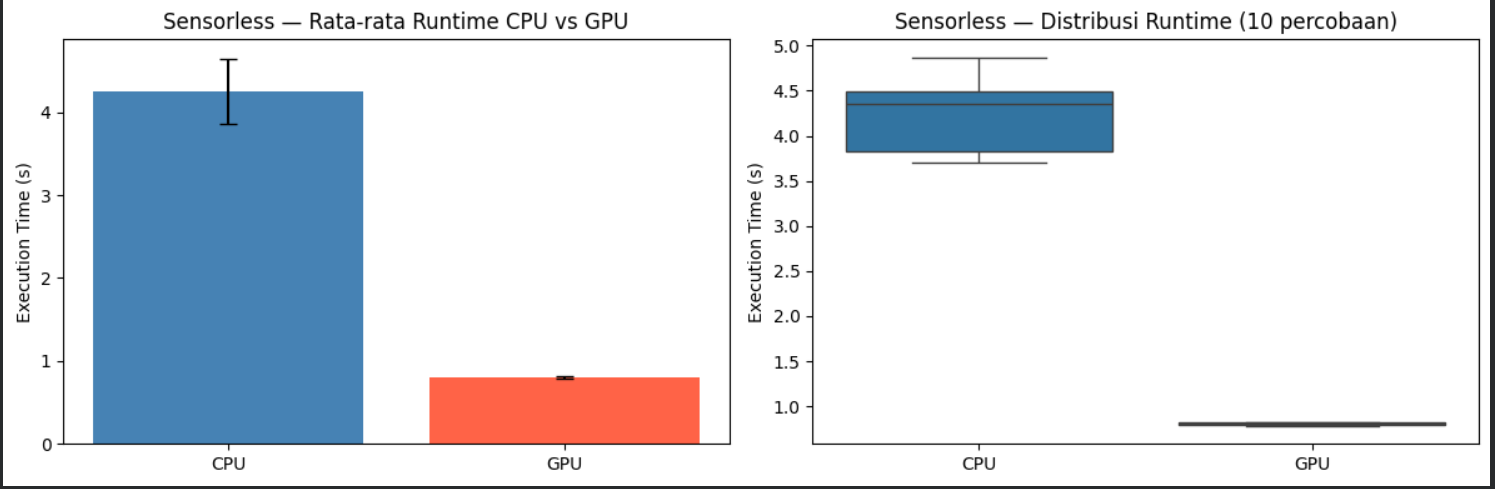 Sensorless — Rata-rata Runtime CPU vs GPU
Execution Time (s)
4
3
2
1
0
CPU GPU
Sensorless — Distribusi Runtime (10 percobaan)
Execution Time (s)
5.0
4.5
4.0
3.5
3.0
2.5
2.0
1.5
1.0
CPU GPU